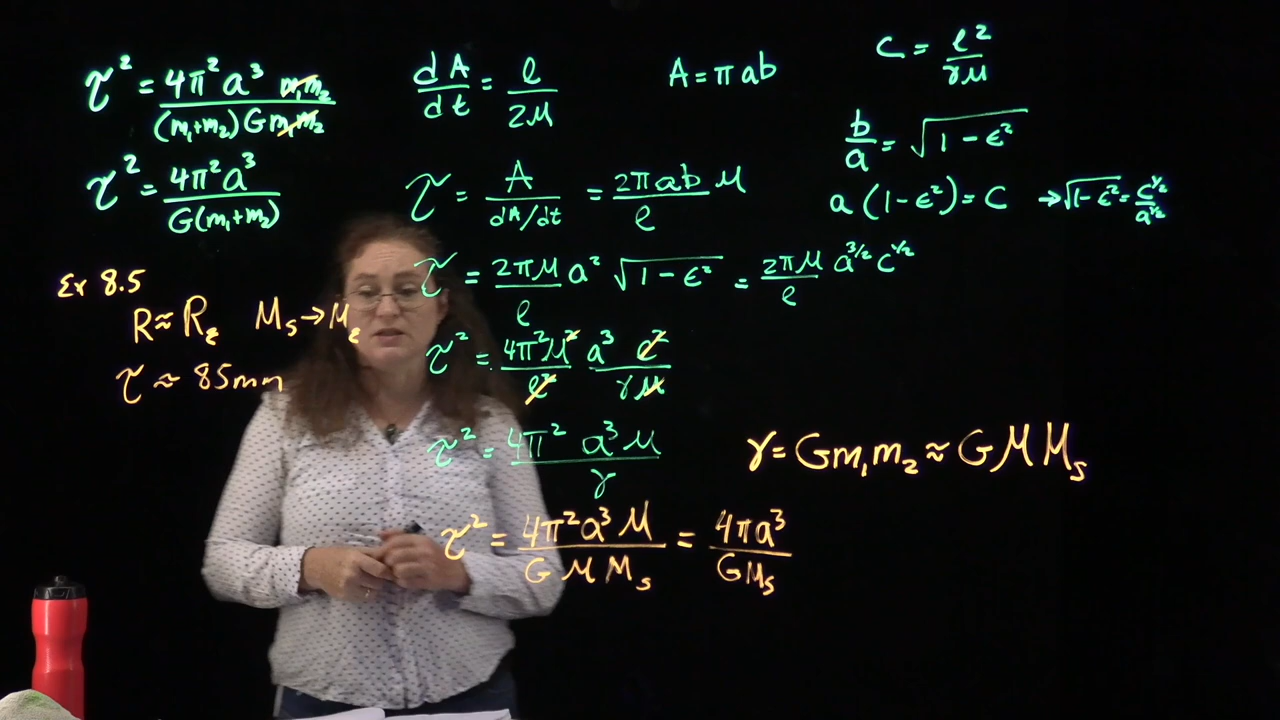 τ² = 4π²a³ m₁m₂ / (m₁+m₂) G m₁m₂
τ² = 4π²a³ / G(m₁+m₂)
Ex 8.5
R ≈ R_ε   M_s → M_ε
τ ≈ 85 min
dA/dt = ℓ/2μ
A = πab
τ = A / dA/dt = 2πab μ / ℓ
τ = 2πμ/ℓ a² √(1-ϵ²) = 2πμ/ℓ a^(3/2) c^(1/2)
τ² = 4π²μ²/ℓ² a³ ℓ²/γμ
τ² = 4π² a³μ / γ
τ² = 4π²a³μ / GμM_s = 4πa³ / GM_s
c = ℓ²/γμ
b/a = √(1-ϵ²)
a(1-ϵ²) = c → √(1-ϵ²) = c^(1/2)/a^(1/2)
γ = Gm₁m₂ ≈ GμM_s